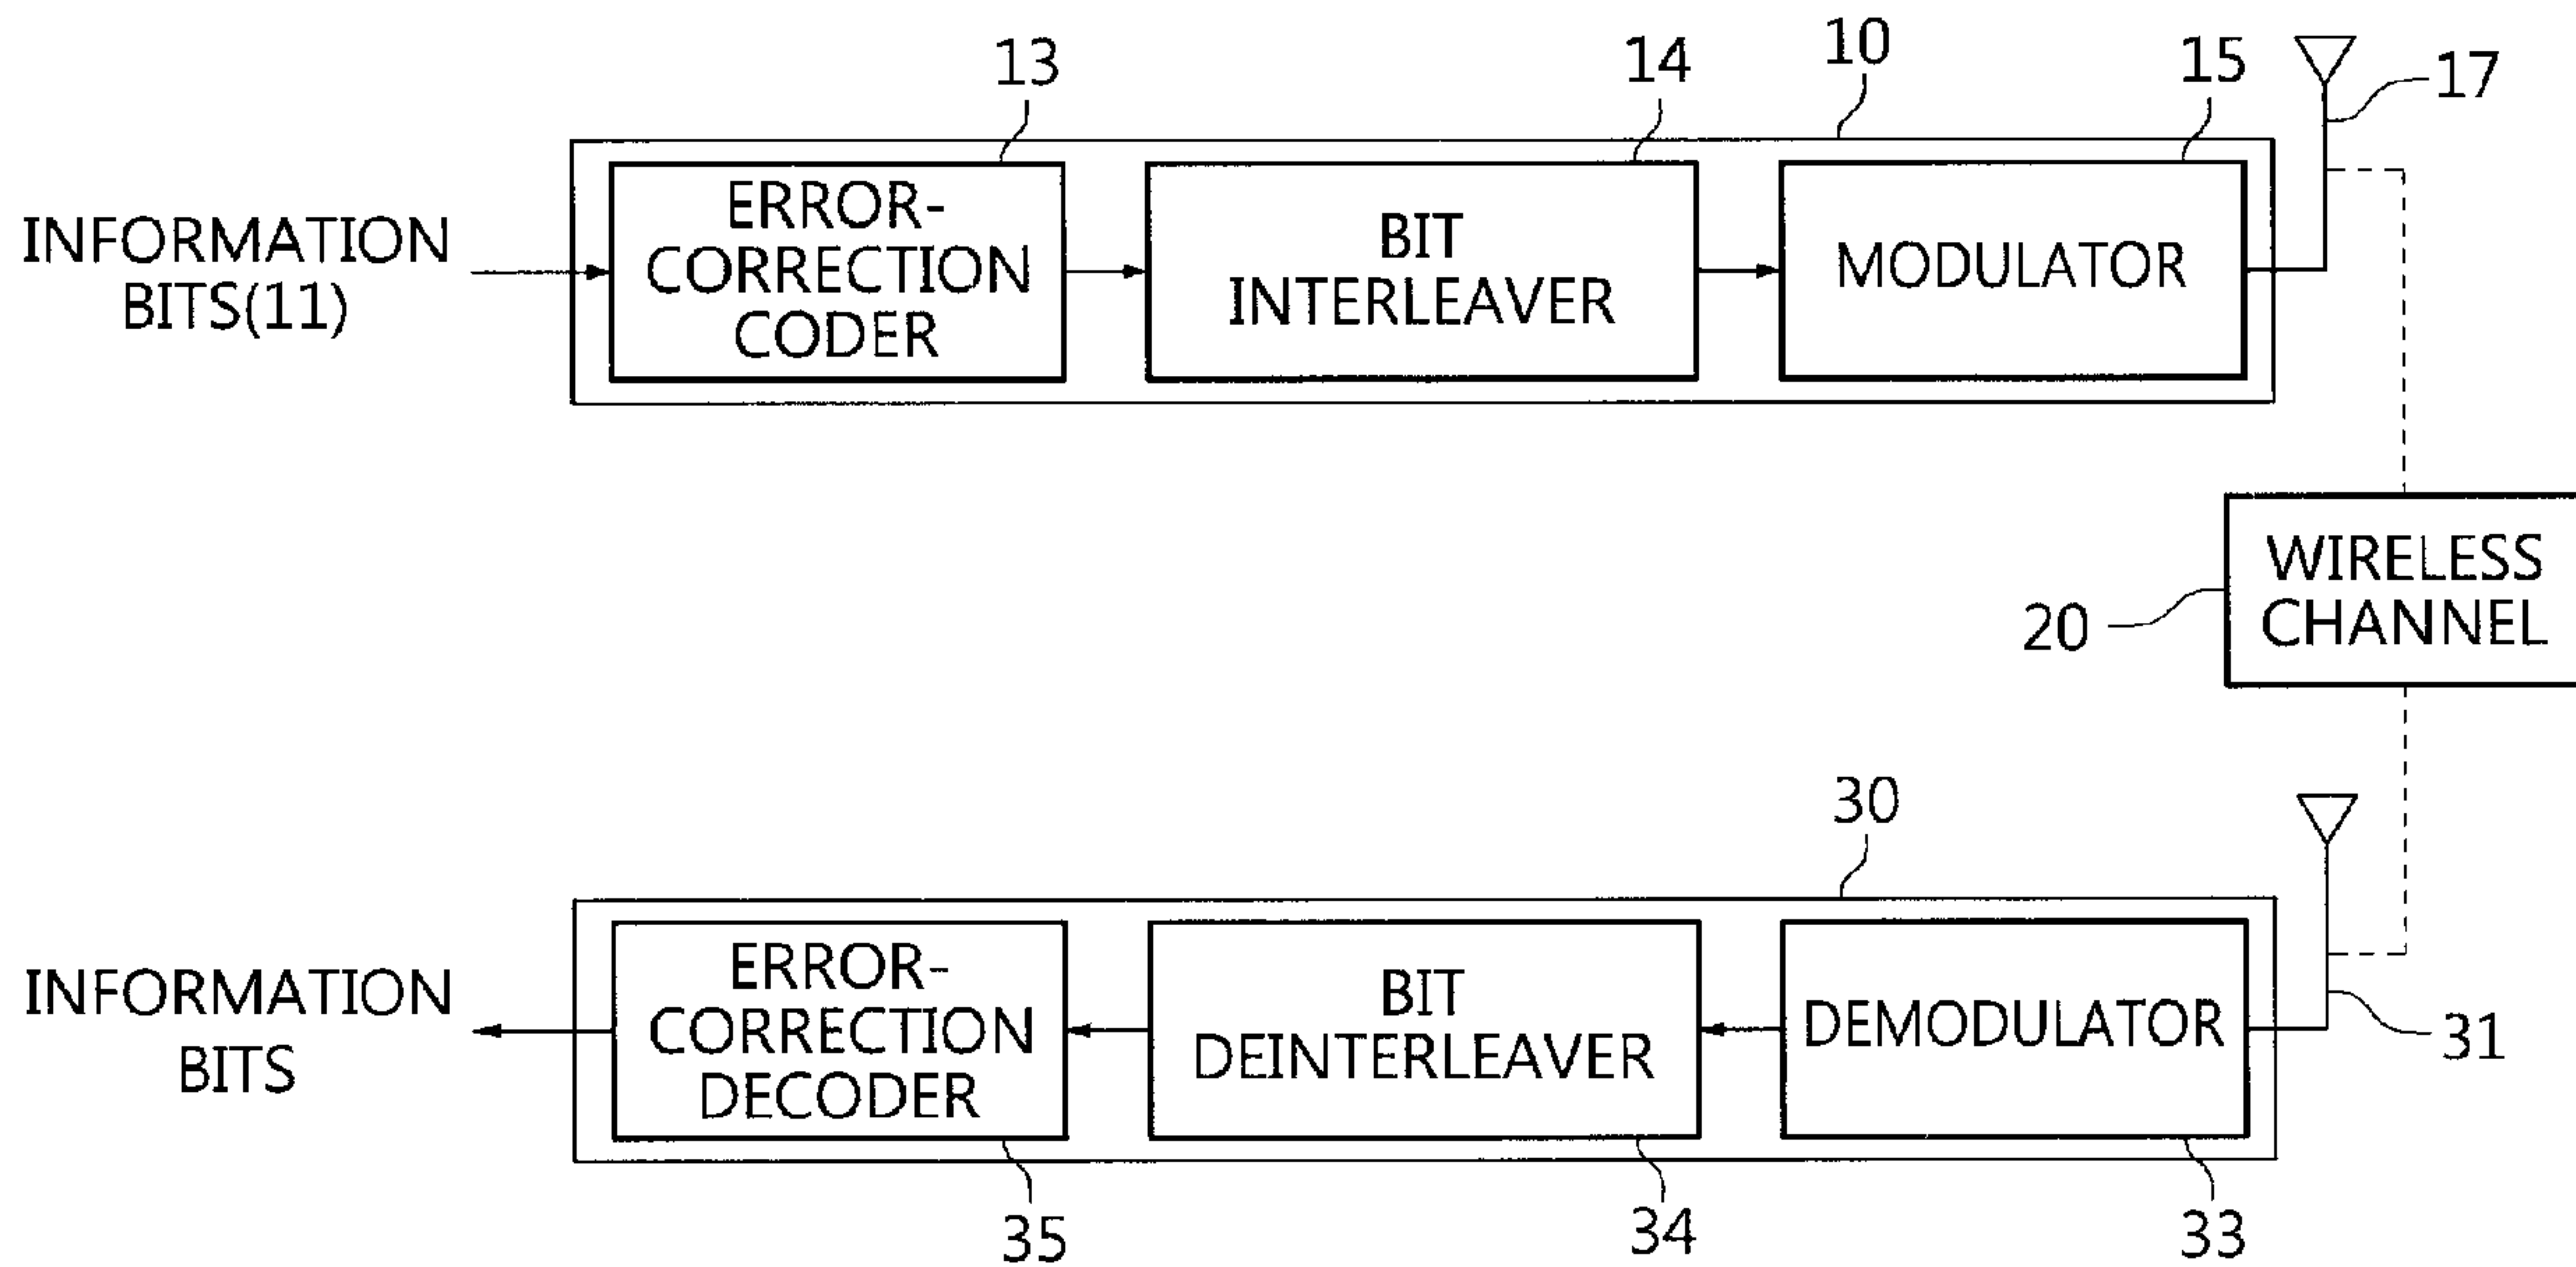 13
14
10
15
17
INFORMATION
BITS(11)
ERROR-
CORRECTION
CODER
BIT
INTERLEAVER
MODULATOR
WIRELESS
CHANNEL
20
30
INFORMATION
BITS
ERROR-
CORRECTION
DECODER
BIT
DEINTERLEAVER
DEMODULATOR
31
35
34
33